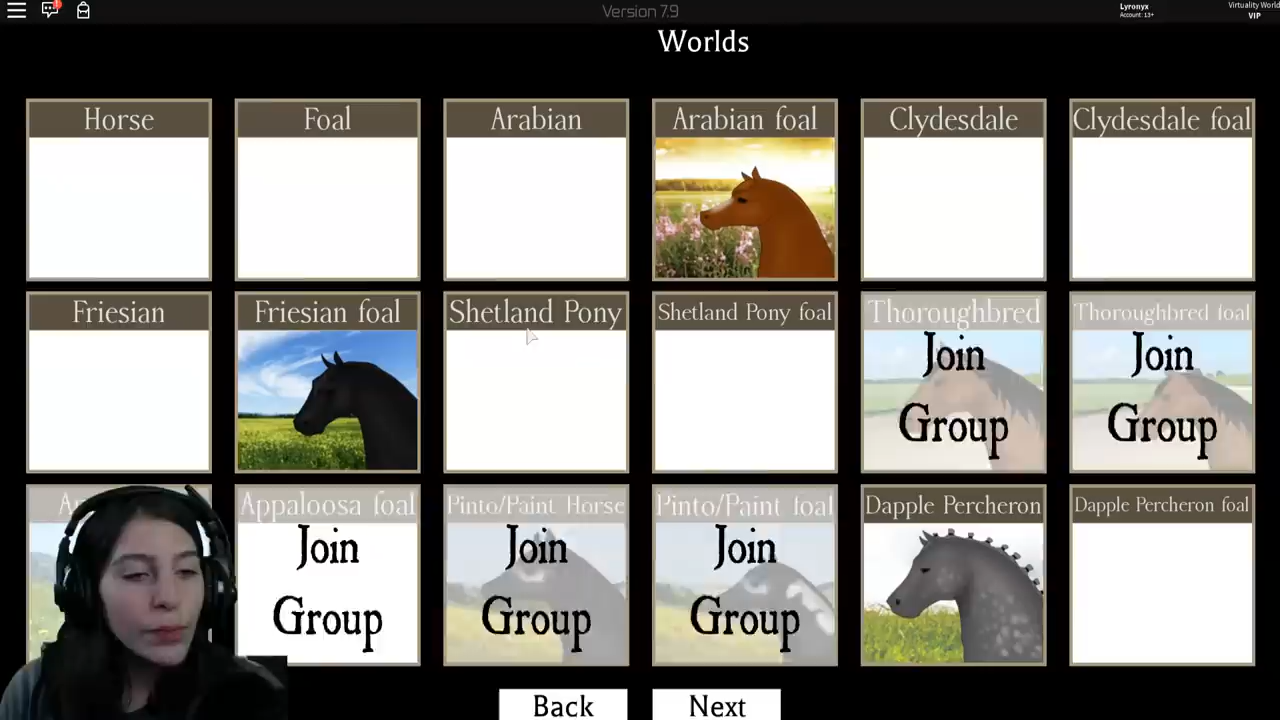 Version 7.9
Lyronyx
Account: 13+
Virtuality World
VIP
Worlds
Horse
Foal
Arabian
Arabian foal
Clydesdale
Clydesdale foal
Friesian
Friesian foal
Shetland Pony
Shetland Pony foal
Thoroughbred
Join
Group
Thoroughbred foal
Join
Group
Appaloosa foal
Join
Group
Pinto/Paint Horse
Join
Group
Pinto/Paint foal
Join
Group
Dapple Percheron
Dapple Percheron foal
Back
Next